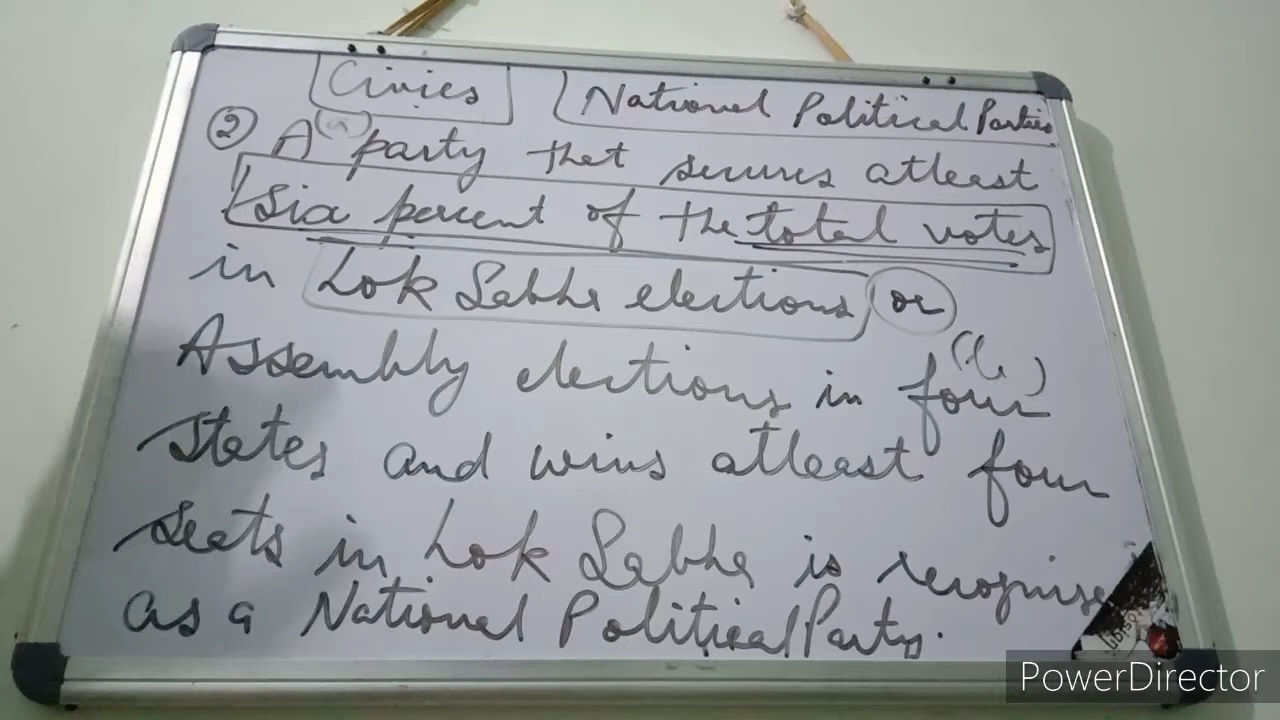 Civics National Political Parties
② A (a) party that secures atleast
six percent of the total votes
in Lok Sabha elections or
Assembly elections in four
states and wins atleast four
seats in Lok Sabha is recognise
as a National Political Party.
PowerDirector